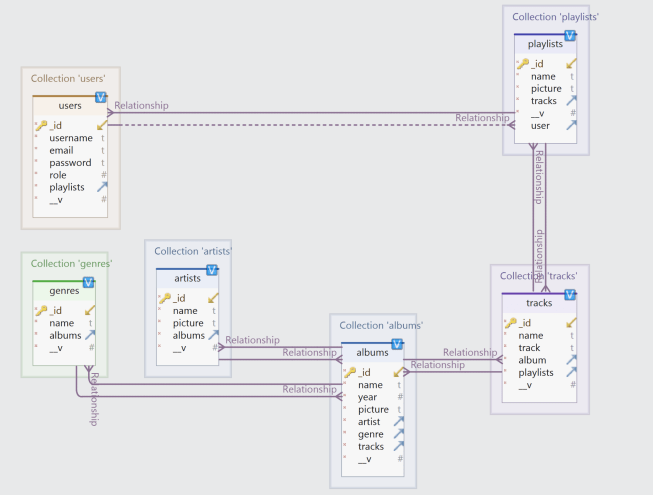 Collection 'playlists'
playlists
_id
name t
picture t
tracks
__v #
user
Collection 'users'
users
_id
username t
email t
password t
role #
playlists
__v #
Relationship
Relationship
Relationship
Relationship
Collection 'genres'
genres
_id
name t
albums
__v #
Collection 'artists'
artists
_id
name t
picture t
albums
__v #
Collection 'albums'
albums
_id
name t
year #
picture t
artist
genre
tracks
__v #
Collection 'tracks'
tracks
_id
name t
track t
album
playlists
__v #
Relationship
Relationship
Relationship
Relationship
Relationship
Relationship